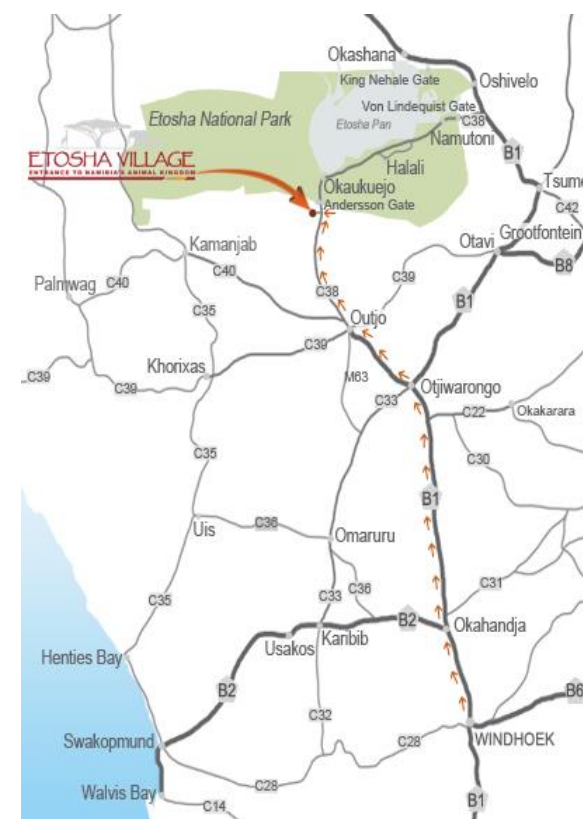 Okashana
King Nehale Gate
Oshivelo
Von Lindequist Gate
Etosha National Park
Etosha Pan
C38
Namutoni
B1
Halali
ETOSHA VILLAGE
ENTRANCE TO NAMIBIA'S ANIMAL KINGDOM
Okaukuejo
Andersson Gate
Tsume
C42
Grootfontein
Otavi
Kamanjab
B8
C40
C39
Palmwag
C40
C38
B1
C35
Outjo
Khorixas
C39
C39
M63
C39
Otjiwarongo
C33
C22
Okakarara
C35
C30
B1
Uis
C36
Omaruru
C31
C35
C33
C36
B2
Okahandja
Karibib
Usakos
Henties Bay
B2
B6
C32
Swakopmund
C28
WINDHOEK
C28
Walvis Bay
C14
B1